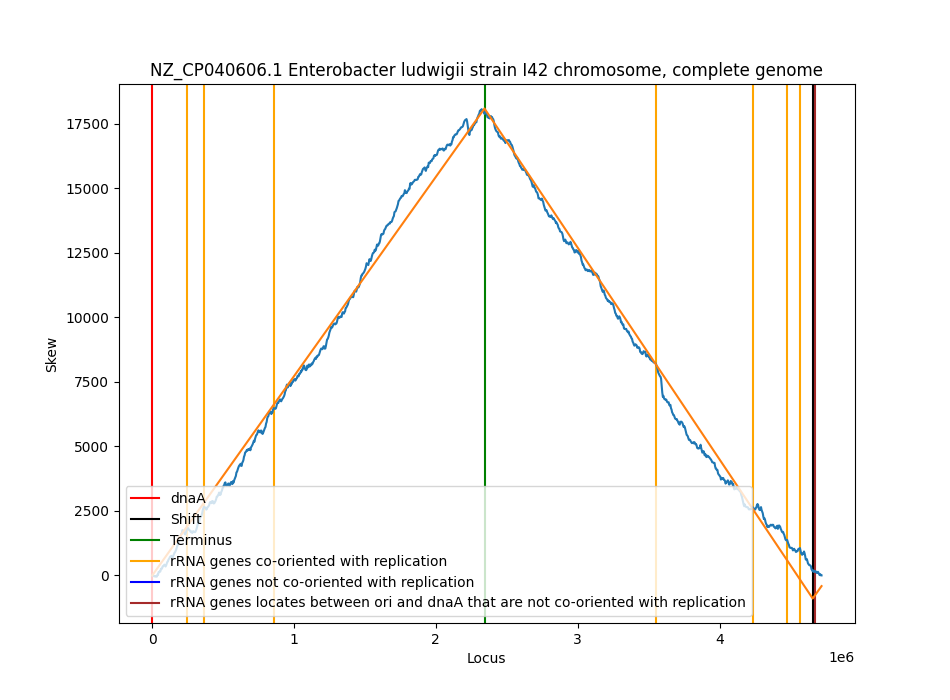 NZ_CP040606.1 Enterobacter ludwigii strain I42 chromosome, complete genome
Skew
17500
15000
12500
10000
7500
5000
2500
0
dnaA
Shift
Terminus
rRNA genes co-oriented with replication
rRNA genes not co-oriented with replication
rRNA genes locates between ori and dnaA that are not co-oriented with replication
0 1 2 3 4
1e6
Locus